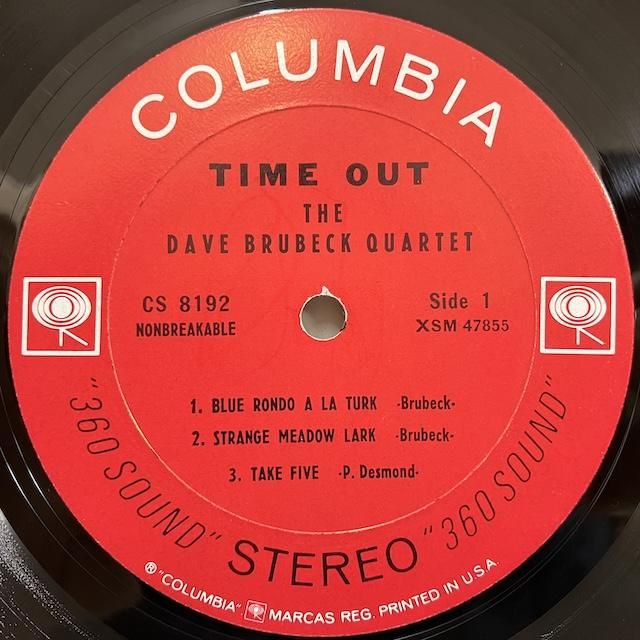 COLUMBIA
TIME OUT
THE
DAVE BRUBECK QUARTET
CS 8192
NONBREAKABLE
Side 1
XSM 47855
1. BLUE RONDO A LA TURK -Brubeck-
2. STRANGE MEADOW LARK -Brubeck-
3. TAKE FIVE -P. Desmond-
"360 SOUND" STEREO "360 SOUND"
® "COLUMBIA" MARCAS REG. PRINTED IN U.S.A.